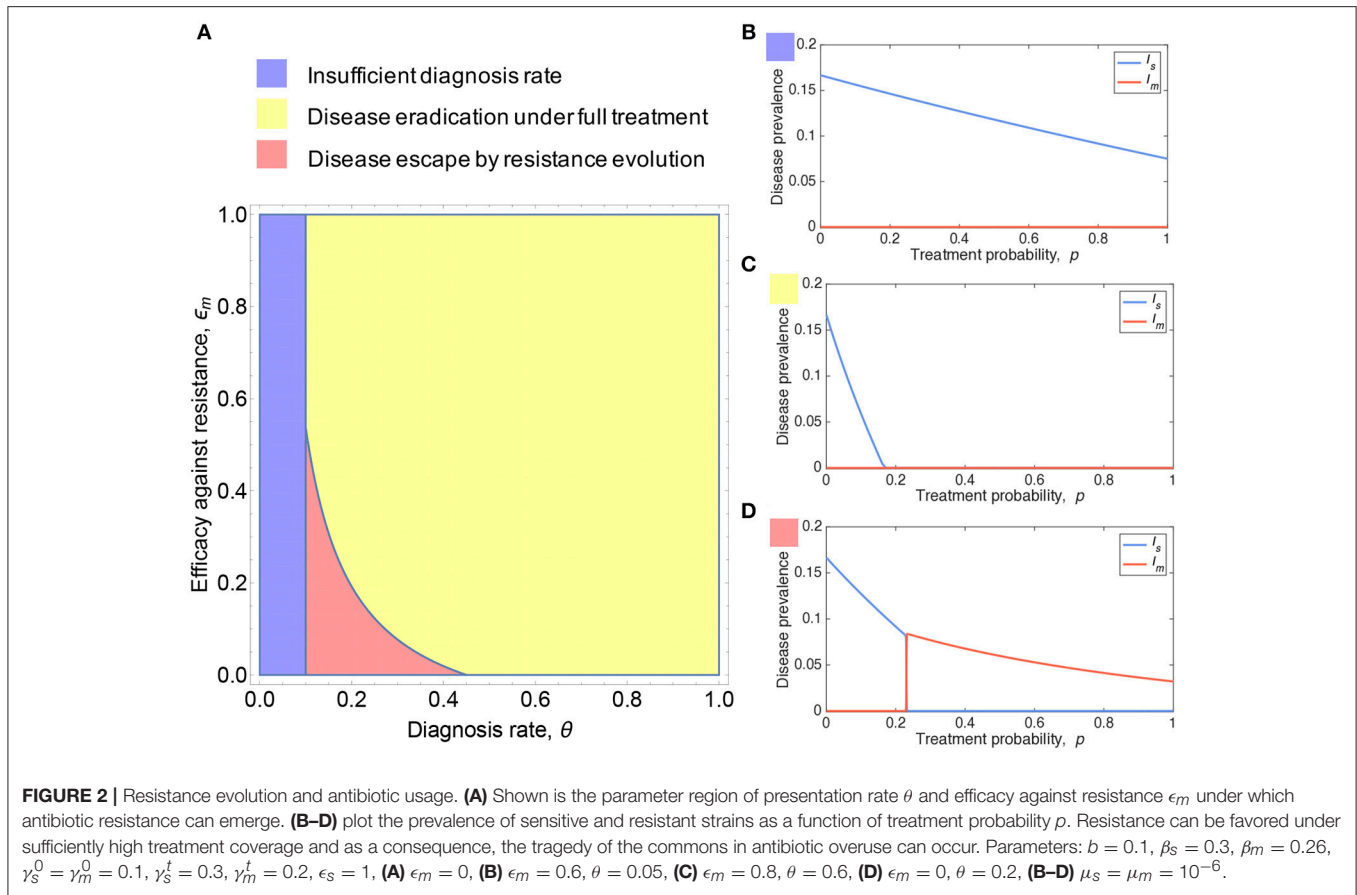 A
Insufficient diagnosis rate
Disease eradication under full treatment
Disease escape by resistance evolution
1.0
0.8
0.6
0.4
0.2
0.0
Efficacy against resistance, ϵm
0.0 0.2 0.4 0.6 0.8 1.0
Diagnosis rate, θ
B
0.2
0.15
0.1
0.05
0
Disease prevalence
Is
Im
0 0.2 0.4 0.6 0.8 1
Treatment probability, p
C
0.2
0.15
0.1
0.05
0
Disease prevalence
Is
Im
0 0.2 0.4 0.6 0.8 1
Treatment probability, p
D
0.2
0.15
0.1
0.05
0
Disease prevalence
Is
Im
0 0.2 0.4 0.6 0.8 1
Treatment probability, p
FIGURE 2 | Resistance evolution and antibiotic usage. (A) Shown is the parameter region of presentation rate θ and efficacy against resistance ϵm under which
antibiotic resistance can emerge. (B–D) plot the prevalence of sensitive and resistant strains as a function of treatment probability p. Resistance can be favored under
sufficiently high treatment coverage and as a consequence, the tragedy of the commons in antibiotic overuse can occur. Parameters: b = 0.1, βs = 0.3, βm = 0.26,
γs^0 = γm^0 = 0.1, γs^t = 0.3, γm^t = 0.2, ϵs = 1, (A) ϵm = 0, (B) ϵm = 0.6, θ = 0.05, (C) ϵm = 0.8, θ = 0.6, (D) ϵm = 0, θ = 0.2, (B–D) μs = μm = 10^−6.